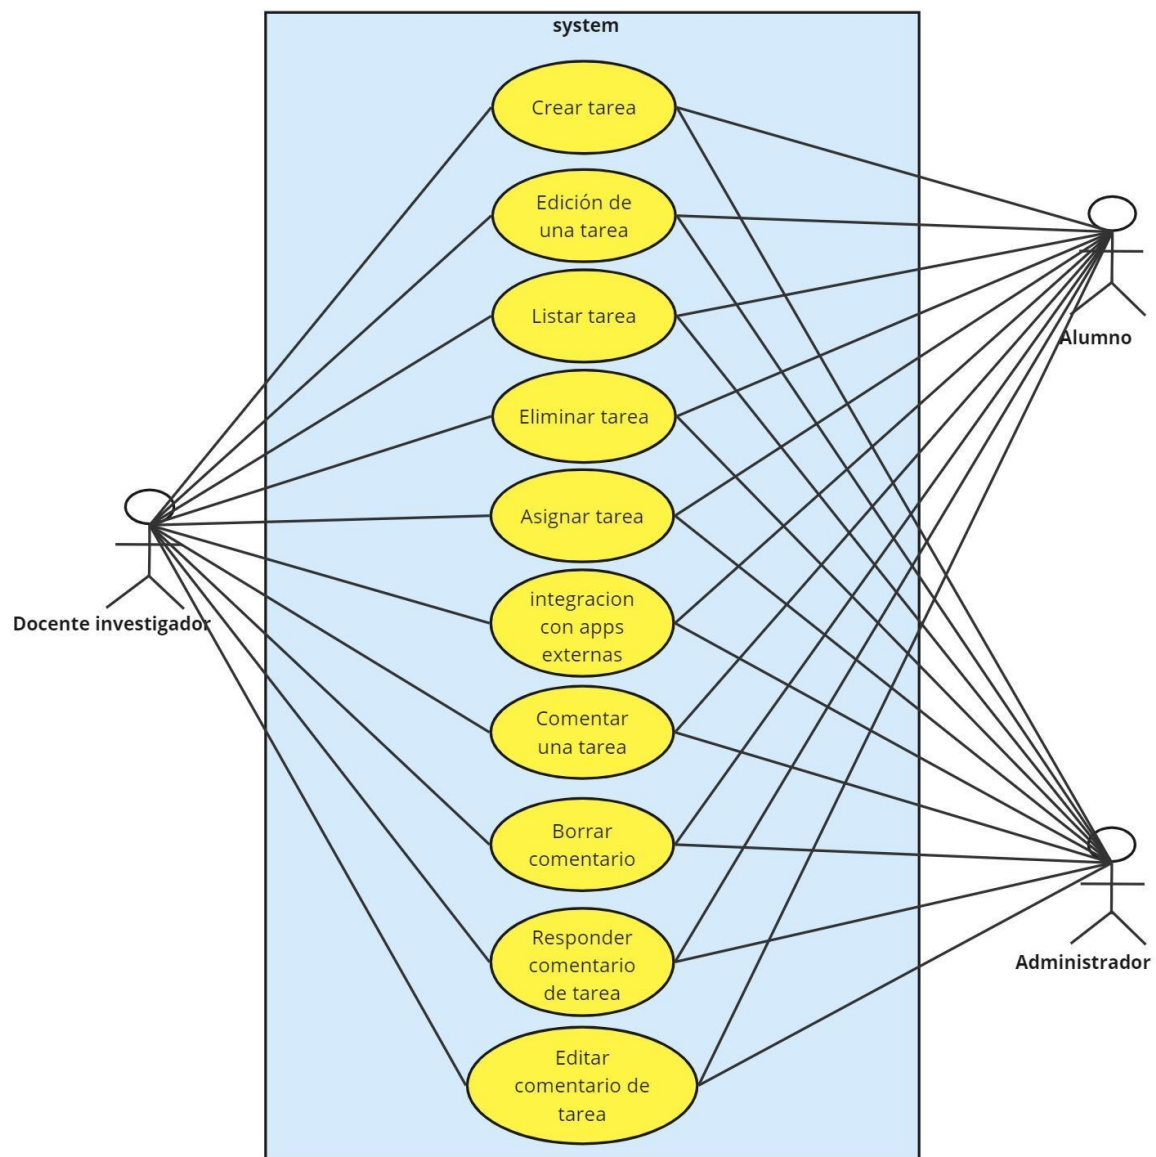 system
Crear tarea
Edición de
una tarea
Listar tarea
Eliminar tarea
Asignar tarea
integracion
con apps
externas
Comentar
una tarea
Borrar
comentario
Responder
comentario
de tarea
Editar
comentario de
tarea
Docente investigador
Alumno
Administrador